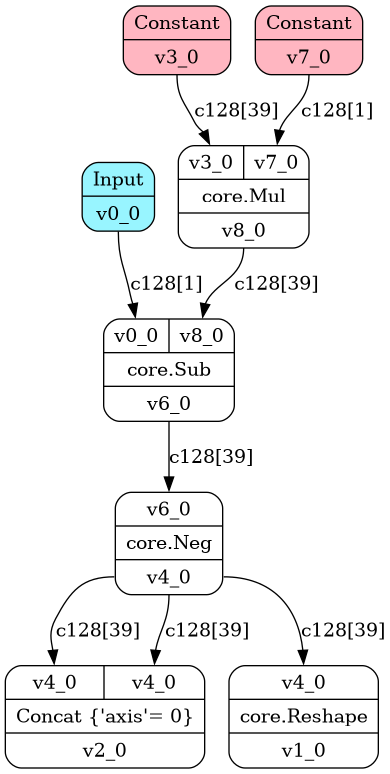 Constant
v3_0
Constant
v7_0
c128[39]
c128[1]
v3_0
v7_0
core.Mul
v8_0
Input
v0_0
c128[1]
c128[39]
v0_0
v8_0
core.Sub
v6_0
c128[39]
v6_0
core.Neg
v4_0
c128[39]
c128[39]
c128[39]
v4_0
v4_0
Concat {'axis'= 0}
v2_0
v4_0
core.Reshape
v1_0